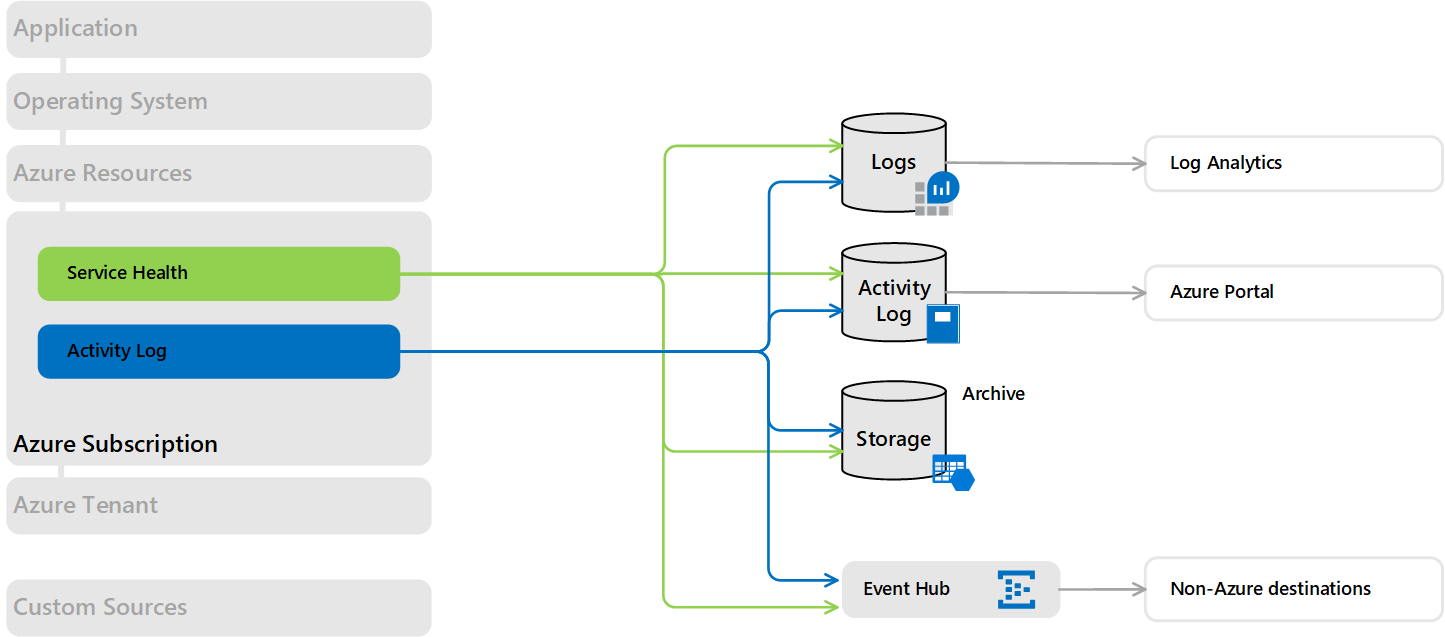 Application
Operating System
Azure Resources
Service Health
Activity Log
Azure Subscription
Azure Tenant
Custom Sources
Logs
Activity
Log
Archive
Storage
Event Hub
Log Analytics
Azure Portal
Non-Azure destinations